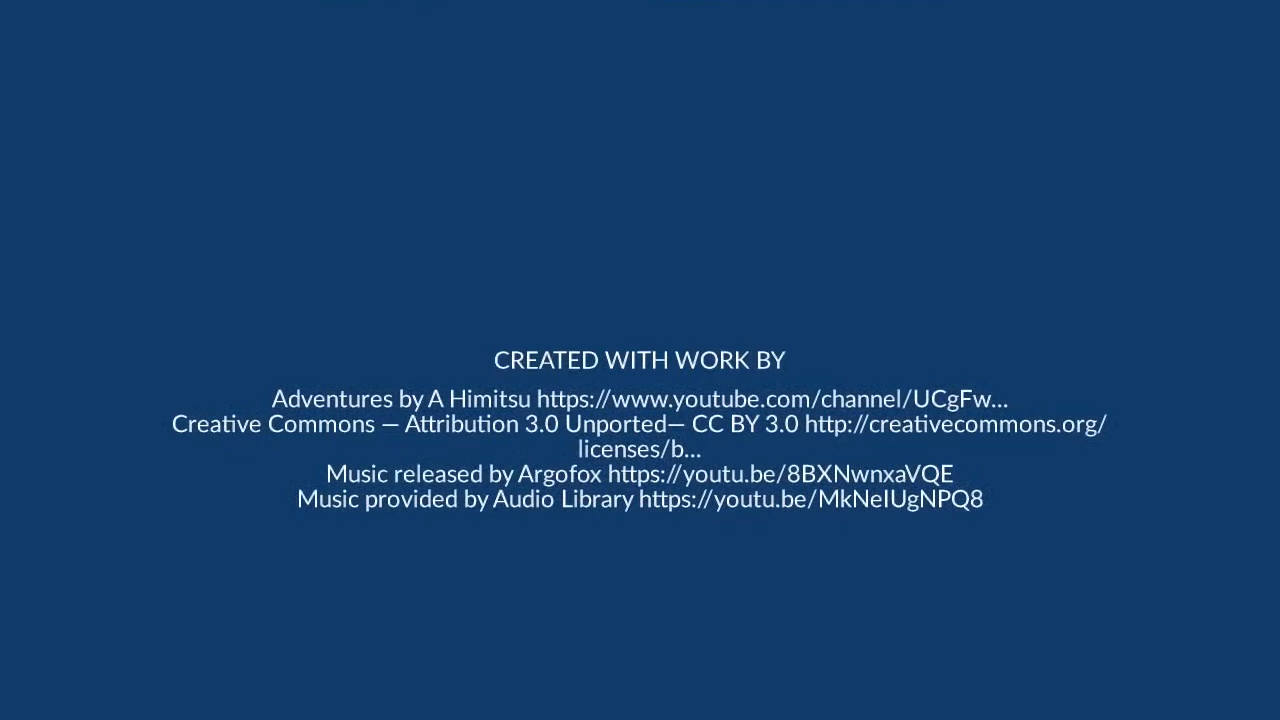 CREATED WITH WORK BY
Adventures by A Himitsu https://www.youtube.com/channel/UCgFw...
Creative Commons — Attribution 3.0 Unported— CC BY 3.0 http://creativecommons.org/
licenses/b...
Music released by Argofox https://youtu.be/8BXNwnxaVQE
Music provided by Audio Library https://youtu.be/MkNeIUgNPQ8